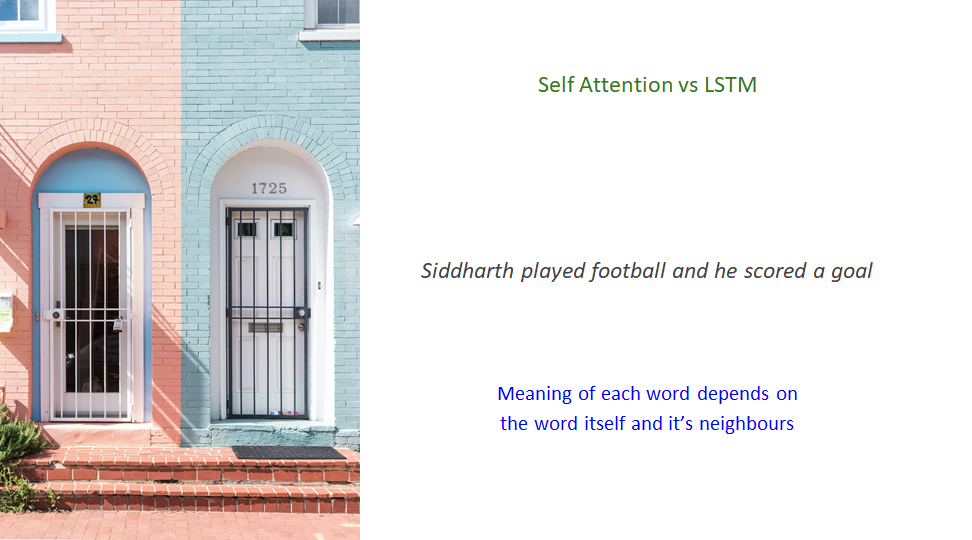 27
1725
Self Attention vs LSTM
Siddharth played football and he scored a goal
Meaning of each word depends on
the word itself and it’s neighbours